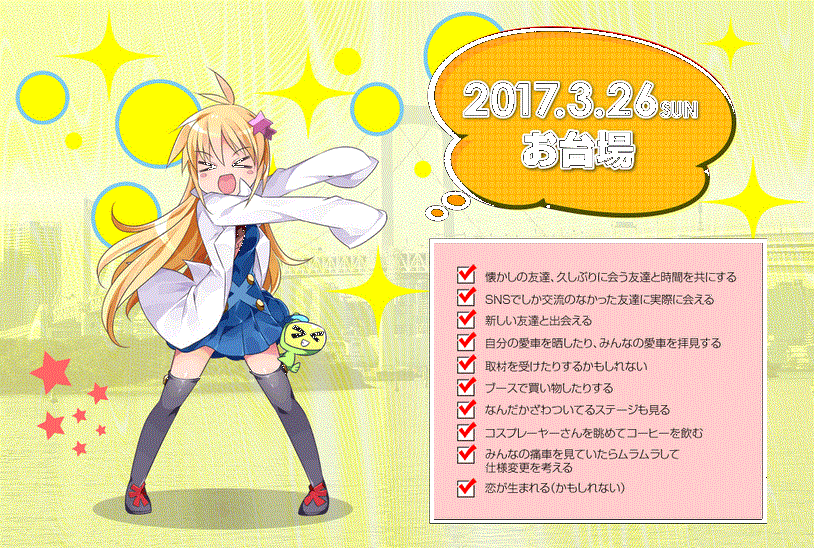 2017.3.26SUN
お台場
懐かしの友達、久しぶりに会う友達と時間を共にする
SNSでしか交流のなかった友達に実際に会える
新しい友達と出会える
自分の愛車を晒したり、みんなの愛車を拝見する
取材を受けたりするかもしれない
ブースで買い物したりする
なんだかざわついてるステージも見る
コスプレーヤーさんを眺めてコーヒーを飲む
みんなの痛車を見ていたらムラムラして
仕様変更を考える
恋が生まれる(かもしれない)